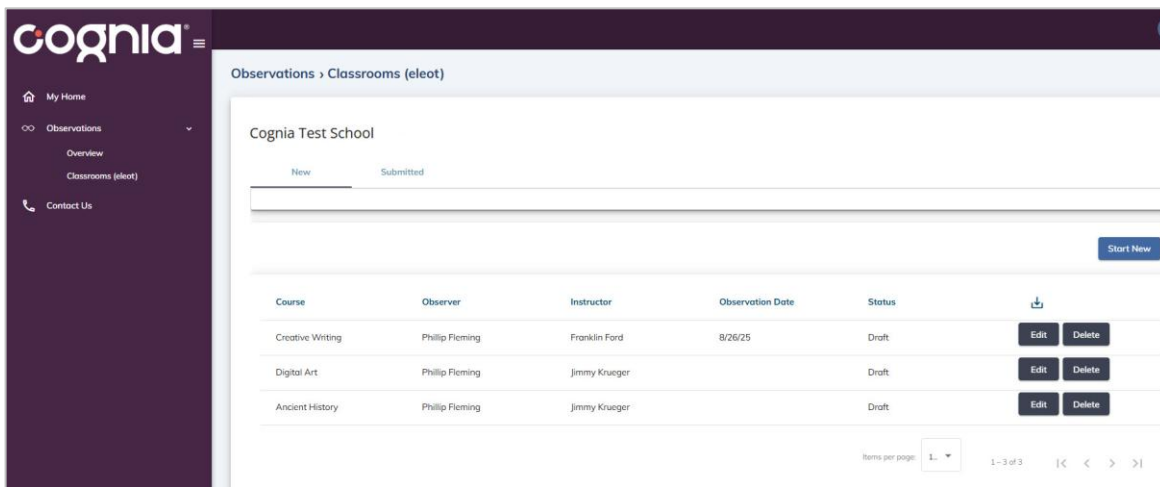 cognia®
My Home
Observations
Overview
Classrooms (eleot)
Contact Us
Observations › Classrooms (eleot)
Cognia Test School
New Submitted
Start New
Course Observer Instructor Observation Date Status
Creative Writing Phillip Fleming Franklin Ford 8/26/25 Draft Edit Delete
Digital Art Phillip Fleming Jimmy Krueger Draft Edit Delete
Ancient History Phillip Fleming Jimmy Krueger Draft Edit Delete
Items per page: 1.. 1 – 3 of 3